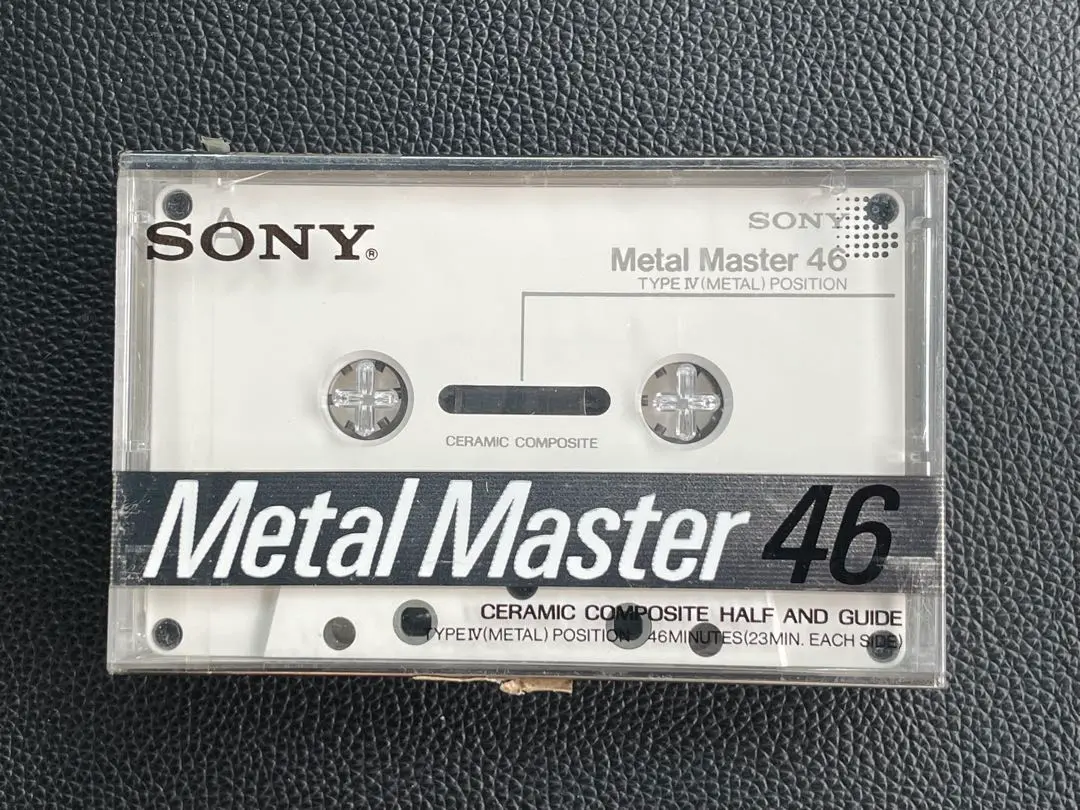 A
SONY®
SONY
Metal Master 46
TYPE Ⅳ(METAL) POSITION
CERAMIC COMPOSITE
Metal Master 46
CERAMIC COMPOSITE HALF AND GUIDE
TYPE Ⅳ(METAL) POSITION 46MINUTES(23MIN. EACH SIDE)